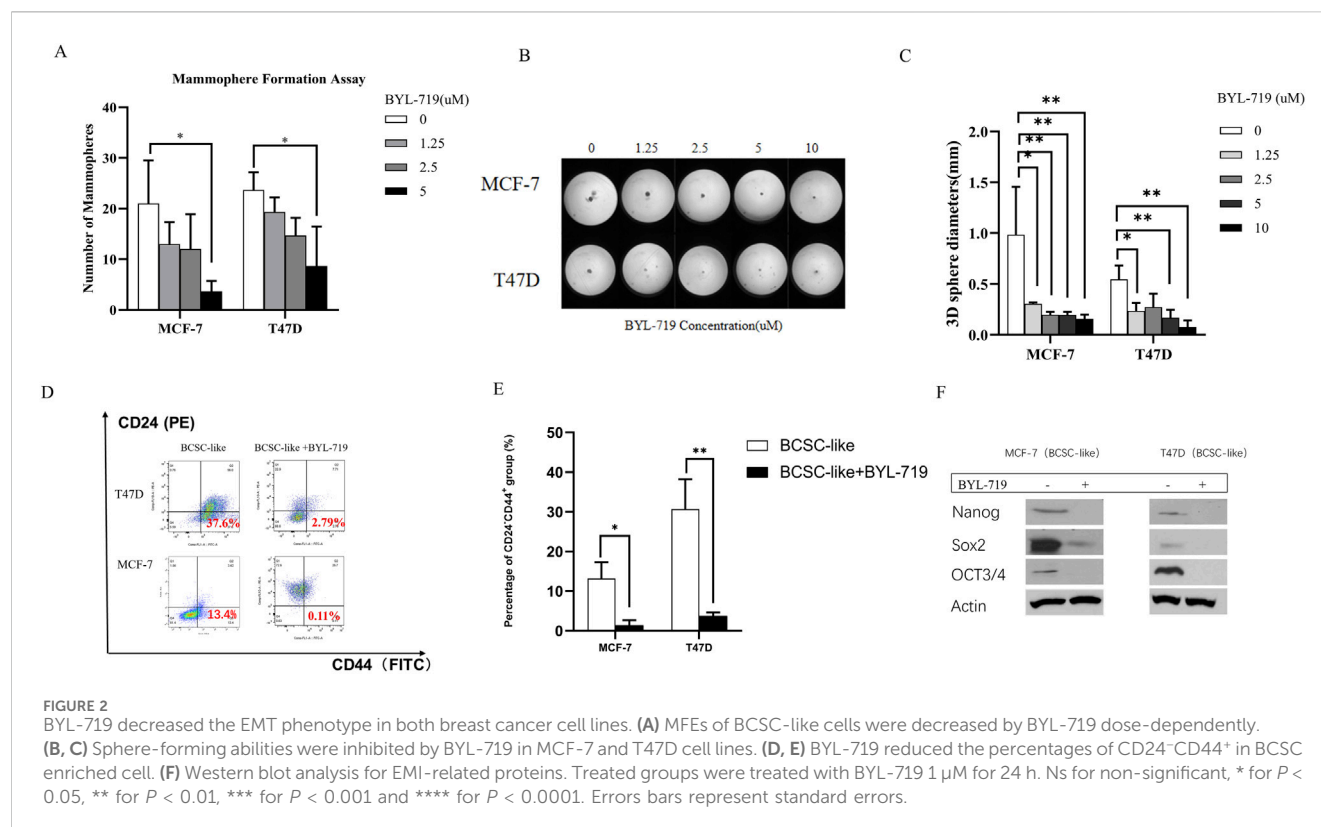 A
Mammophere Formation Assay
Nummber of Mammopheres
40
30
20
10
0
MCF-7
T47D
*
*
BYL-719(uM)
0
1.25
2.5
5
B
0 1.25 2.5 5 10
MCF-7
T47D
BYL-719 Concentration(uM)
C
3D sphere diameters(mm)
2.0
1.5
1.0
0.5
0.0
**
**
**
*
**
**
*
MCF-7
T47D
BYL-719 (uM)
0
1.25
2.5
5
10
D
CD24 (PE)
BCSC-like
BCSC-like +BYL-719
T47D
37.6%
2.79%
MCF-7
13.4%
0.11%
CD44 (FITC)
E
Percentage of CD24-CD44+ group (%)
50
40
30
20
10
0
*
**
MCF-7
T47D
BCSC-like
BCSC-like+BYL-719
F
MCF-7 (BCSC-like)
T47D (BCSC-like)
BYL-719 - + - +
Nanog
Sox2
OCT3/4
Actin
FIGURE 2
BYL-719 decreased the EMT phenotype in both breast cancer cell lines. (A) MFEs of BCSC-like cells were decreased by BYL-719 dose-dependently.
(B, C) Sphere-forming abilities were inhibited by BYL-719 in MCF-7 and T47D cell lines. (D, E) BYL-719 reduced the percentages of CD24⁻CD44⁺ in BCSC
enriched cell. (F) Western blot analysis for EMI-related proteins. Treated groups were treated with BYL-719 1 μM for 24 h. Ns for non-significant, * for P <
0.05, ** for P < 0.01, *** for P < 0.001 and **** for P < 0.0001. Errors bars represent standard errors.